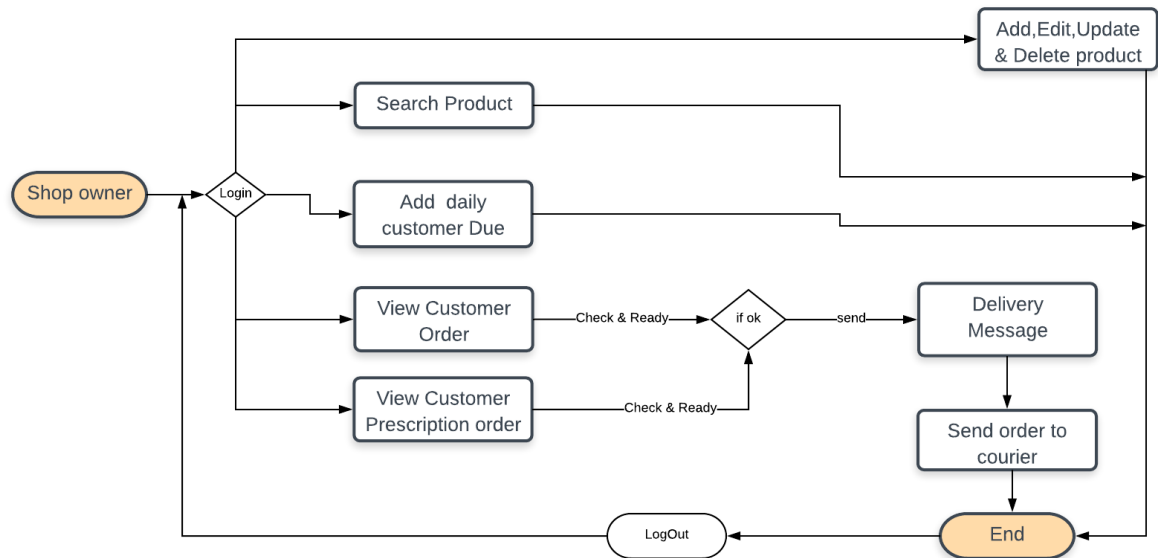 Add,Edit,Update
& Delete product
Search Product
Shop owner
Login
Add daily
customer Due
View Customer
Order
Check & Ready
if ok
send
Delivery
Message
View Customer
Prescription order
Check & Ready
Send order to
courier
LogOut
End